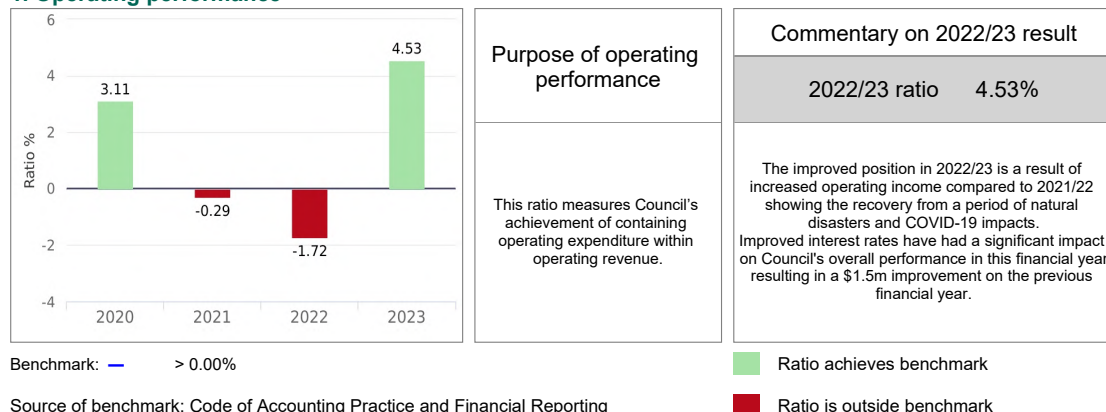 1. Operating performance
6
4
2
0
-2
-4
Ratio %
3.11
-0.29
-1.72
4.53
2020 2021 2022 2023
Purpose of operating
performance
This ratio measures Council's
achievement of containing
operating expenditure within
operating revenue.
Commentary on 2022/23 result
2022/23 ratio 4.53%
The improved position in 2022/23 is a result of
increased operating income compared to 2021/22
showing the recovery from a period of natural
disasters and COVID-19 impacts.
Improved interest rates have had a significant impact
on Council's overall performance in this financial year
resulting in a $1.5m improvement on the previous
financial year.
Benchmark: > 0.00%
Ratio achieves benchmark
Source of benchmark: Code of Accounting Practice and Financial Reporting
Ratio is outside benchmark